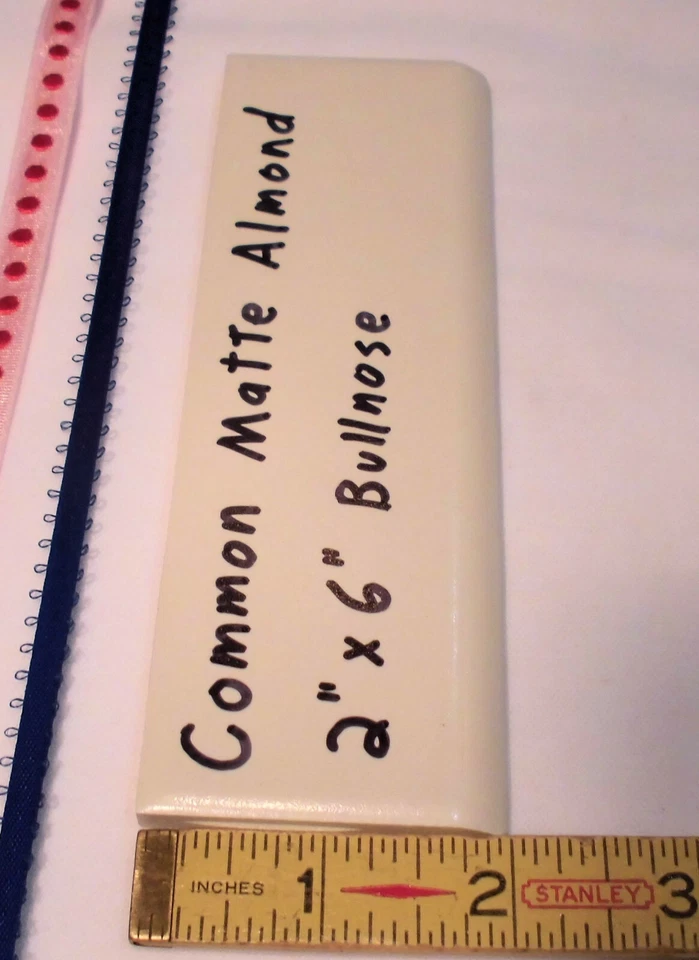 Common Matte Almond
2" x 6" Bullnose
INCHES 1 2 STANLEY 3